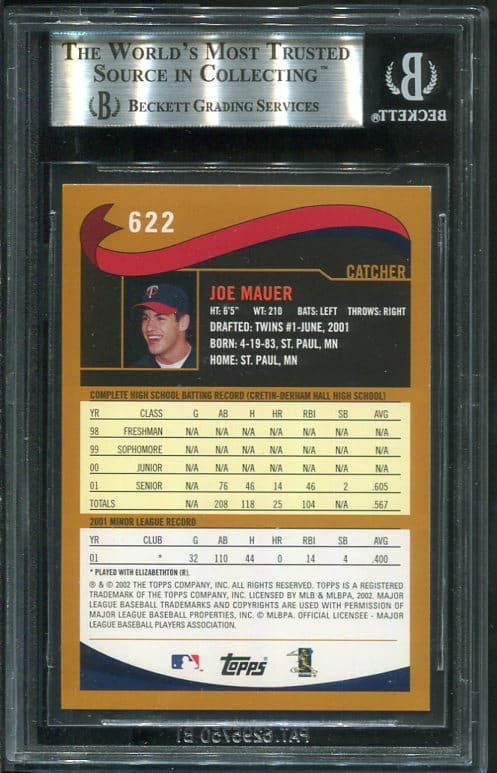 THE WORLD'S MOST TRUSTED
SOURCE IN COLLECTING™
B BECKETT GRADING SERVICES
B
BECKETT®
622
CATCHER
JOE MAUER
HT: 6'5" WT: 210 BATS: LEFT THROWS: RIGHT
DRAFTED: TWINS #1-JUNE, 2001
BORN: 4-19-83, ST. PAUL, MN
HOME: ST. PAUL, MN
COMPLETE HIGH SCHOOL BATTING RECORD (CRETIN-DERHAM HALL HIGH SCHOOL)
YR CLASS G AB H HR RBI SB AVG
98 FRESHMAN N/A N/A N/A N/A N/A N/A N/A
99 SOPHOMORE N/A N/A N/A N/A N/A N/A N/A
00 JUNIOR N/A N/A N/A N/A N/A N/A N/A
01 SENIOR N/A 76 46 14 46 2 .605
TOTALS N/A 208 118 25 104 N/A .567
2001 MINOR LEAGUE RECORD
YR CLUB G AB H HR RBI SB AVG
01 * 32 110 44 0 14 4 .400
* PLAYED WITH ELIZABETHTON (R).
® & © 2002 THE TOPPS COMPANY, INC. ALL RIGHTS RESERVED. TOPPS IS A REGISTERED
TRADEMARK OF THE TOPPS COMPANY, INC. LICENSED BY MLB & MLBPA, 2002. MAJOR
LEAGUE BASEBALL TRADEMARKS AND COPYRIGHTS ARE USED WITH PERMISSION OF
MAJOR LEAGUE BASEBALL PROPERTIES, INC. © MLBPA. OFFICIAL LICENSEE - MAJOR
LEAGUE BASEBALL PLAYERS ASSOCIATION.
topps